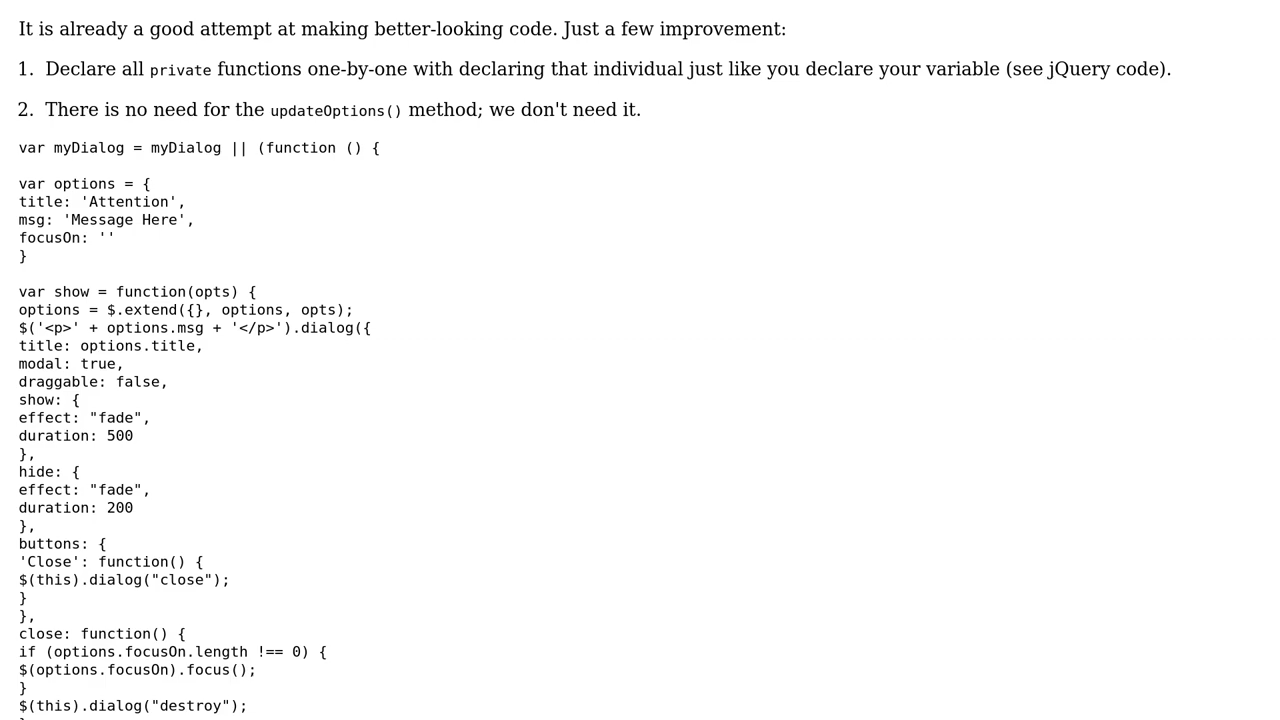 It is already a good attempt at making better-looking code. Just a few improvement:
1. Declare all private functions one-by-one with declaring that individual just like you declare your variable (see jQuery code).
2. There is no need for the updateOptions() method; we don't need it.
var myDialog = myDialog || (function () {
var options = {
title: 'Attention',
msg: 'Message Here',
focusOn: ''
}
var show = function(opts) {
options = $.extend({}, options, opts);
$('<p>' + options.msg + '</p>').dialog({
title: options.title,
modal: true,
draggable: false,
show: {
effect: "fade",
duration: 500
},
hide: {
effect: "fade",
duration: 200
},
buttons: {
'Close': function() {
$(this).dialog("close");
}
},
close: function() {
if (options.focusOn.length !== 0) {
$(options.focusOn).focus();
}
$(this).dialog("destroy");